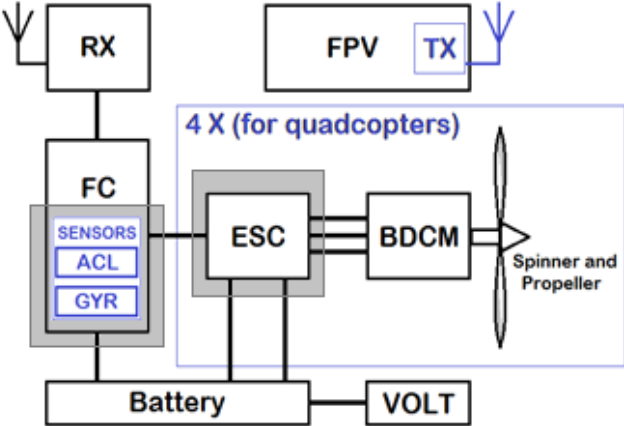 RX
FPV
TX
4 X (for quadcopters)
FC
SENSORS
ACL
GYR
ESC
BDCM
Spinner and
Propeller
Battery
VOLT